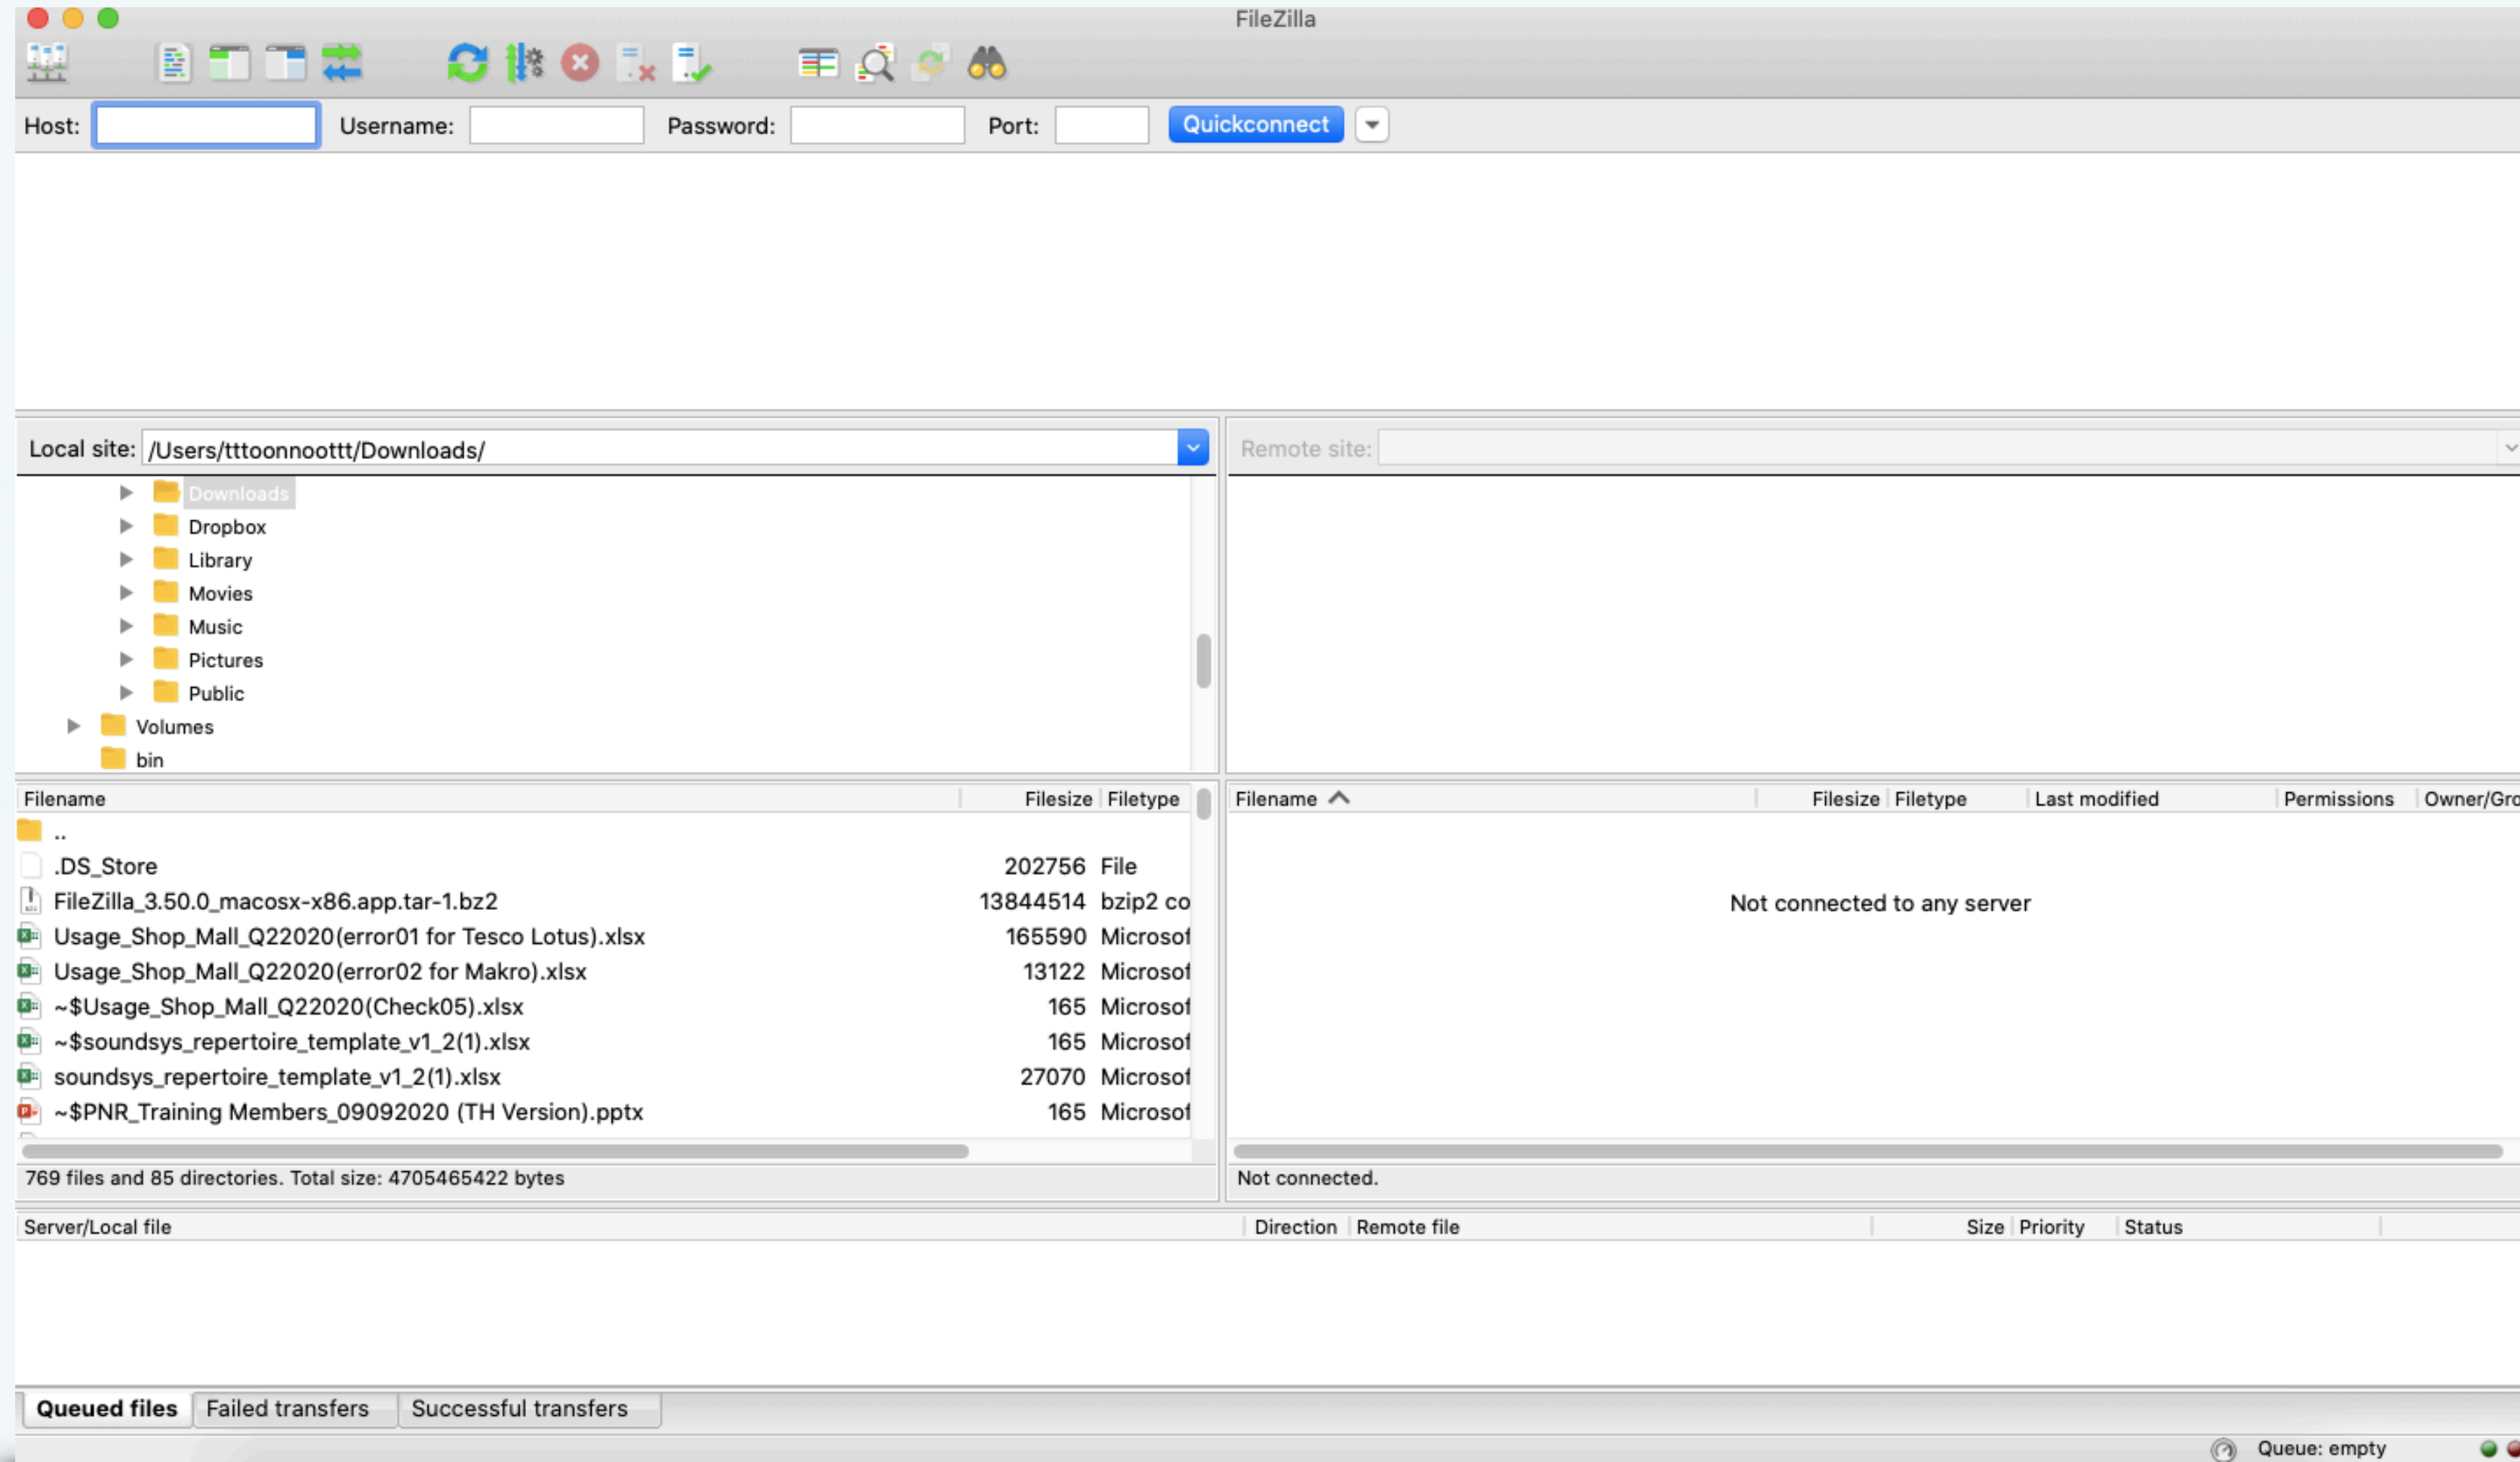 FileZilla
Host: Username: Password: Port: Quickconnect
Local site: /Users/tttoonnoottt/Downloads/
Remote site:
Downloads
Dropbox
Library
Movies
Music
Pictures
Public
Volumes
bin
Filename Filesize Filetype
..
.DS_Store 202756 File
FileZilla_3.50.0_macosx-x86.app.tar-1.bz2 13844514 bzip2 co
Usage_Shop_Mall_Q22020(error01 for Tesco Lotus).xlsx 165590 Microsof
Usage_Shop_Mall_Q22020(error02 for Makro).xlsx 13122 Microsof
~$Usage_Shop_Mall_Q22020(Check05).xlsx 165 Microsof
~$soundsys_repertoire_template_v1_2(1).xlsx 165 Microsof
soundsys_repertoire_template_v1_2(1).xlsx 27070 Microsof
~$PNR_Training Members_09092020 (TH Version).pptx 165 Microsof
769 files and 85 directories. Total size: 4705465422 bytes
Filename Filesize Filetype Last modified Permissions Owner/Gro
Not connected to any server
Not connected.
Server/Local file Direction Remote file Size Priority Status
Queued files Failed transfers Successful transfers
Queue: empty